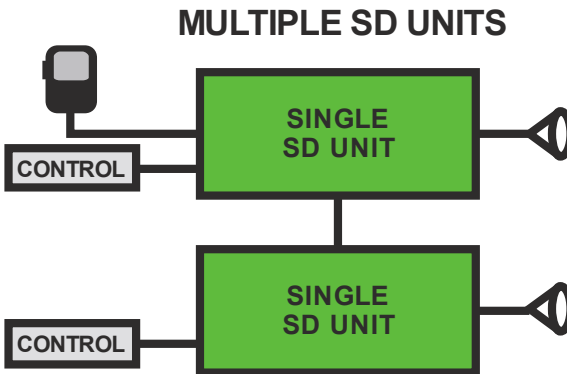 MULTIPLE SD UNITS
SINGLE
SD UNIT
CONTROL
SINGLE
SD UNIT
CONTROL